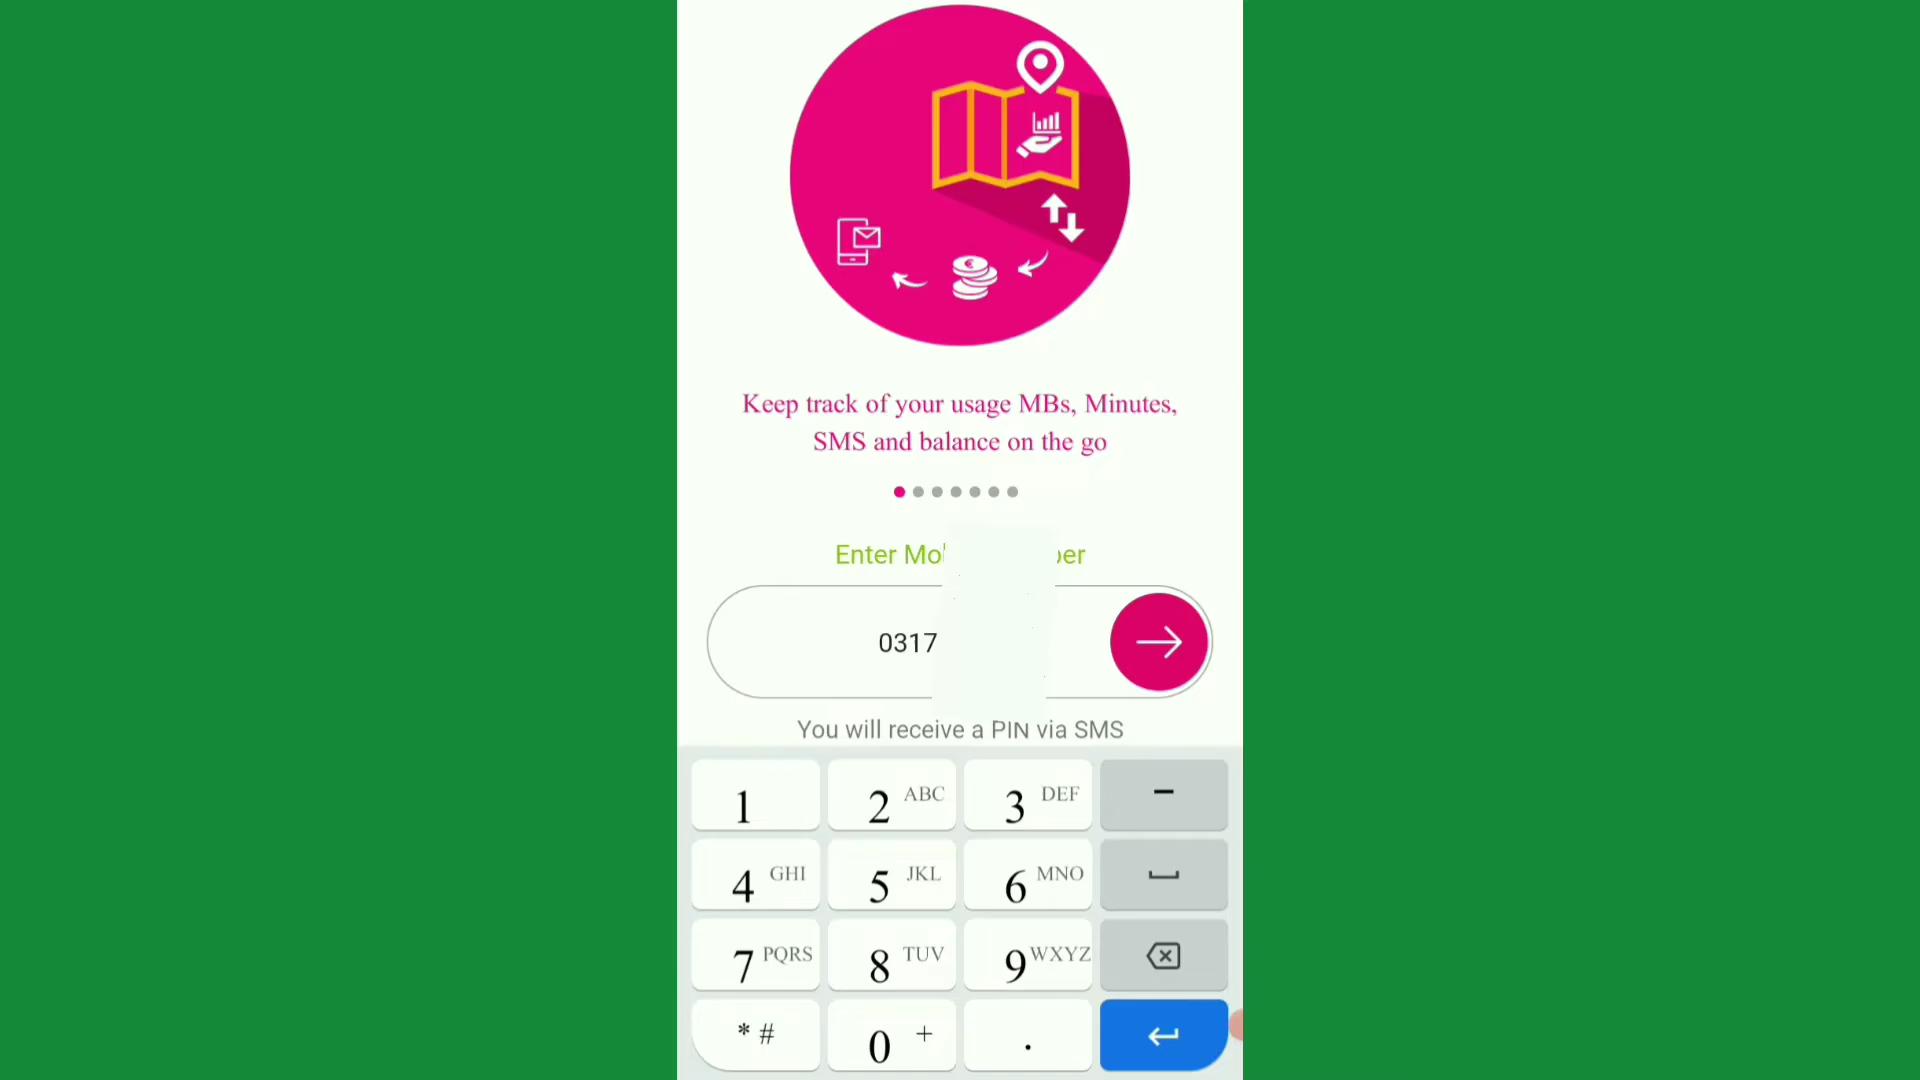 Keep track of your usage MBs, Minutes,
SMS and balance on the go
Enter
0317
You will receive a PIN via SMS
1 2 ABC 3 DEF -
4 GHI 5 JKL 6 MNO
7 PQRS 8 TUV 9 WXYZ
* # 0 + .